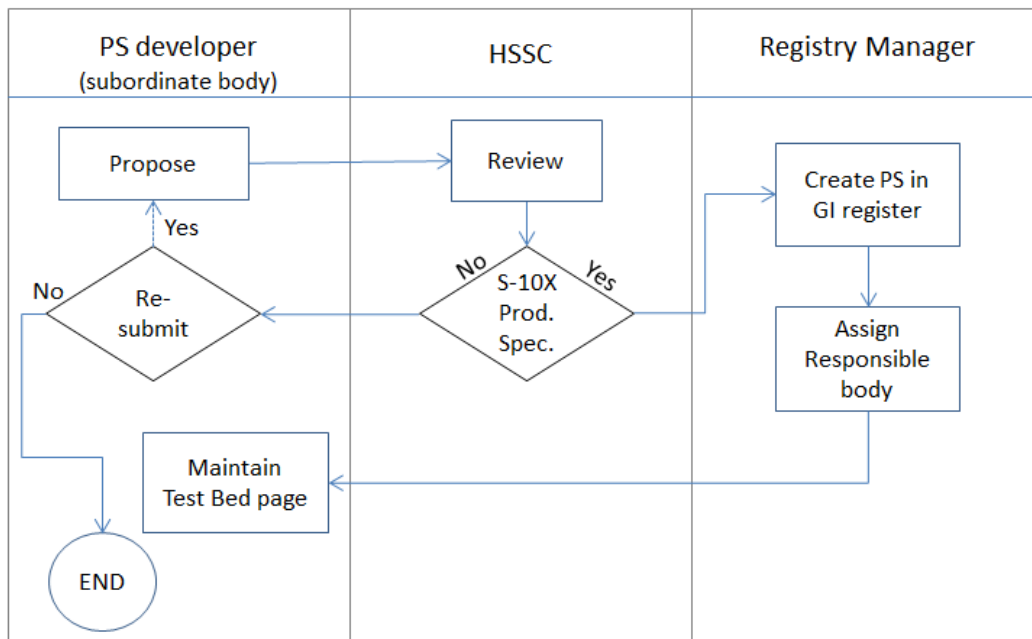 PS developer
(subordinate body)
HSSC
Registry Manager
Propose
Review
Create PS in
GI register
Yes
No
Yes
No
Re-
submit
S-10X
Prod.
Spec.
Assign
Responsible
body
Maintain
Test Bed page
END